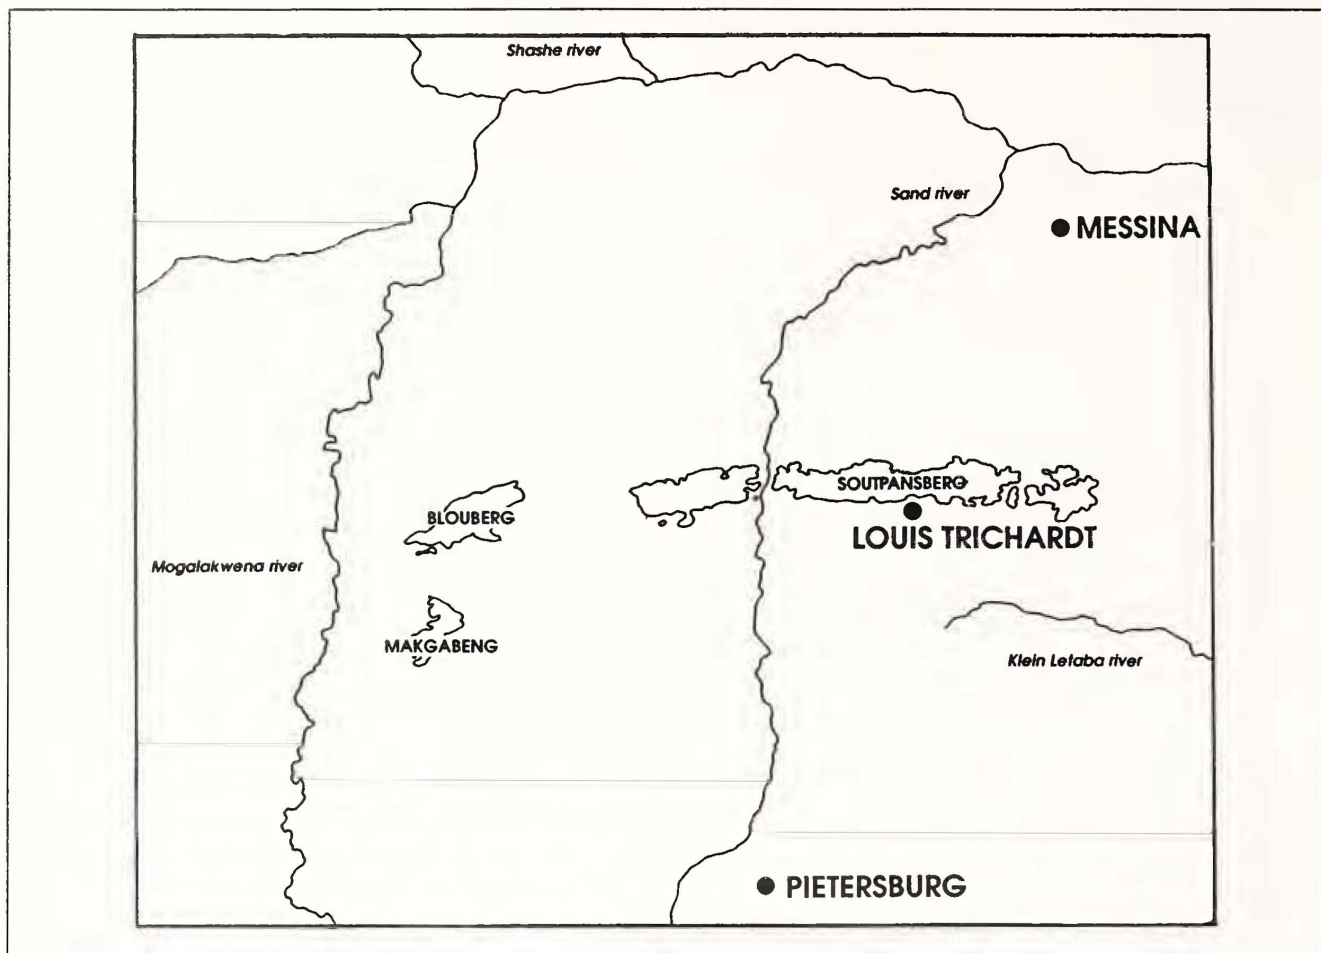 Shashe river
Sand river
MESSINA
SOUTPANSBERG
BLOUBERG
LOUIS TRICHARDT
Mogalakwena river
MAKGABENG
Klein Letaba river
PIETERSBURG